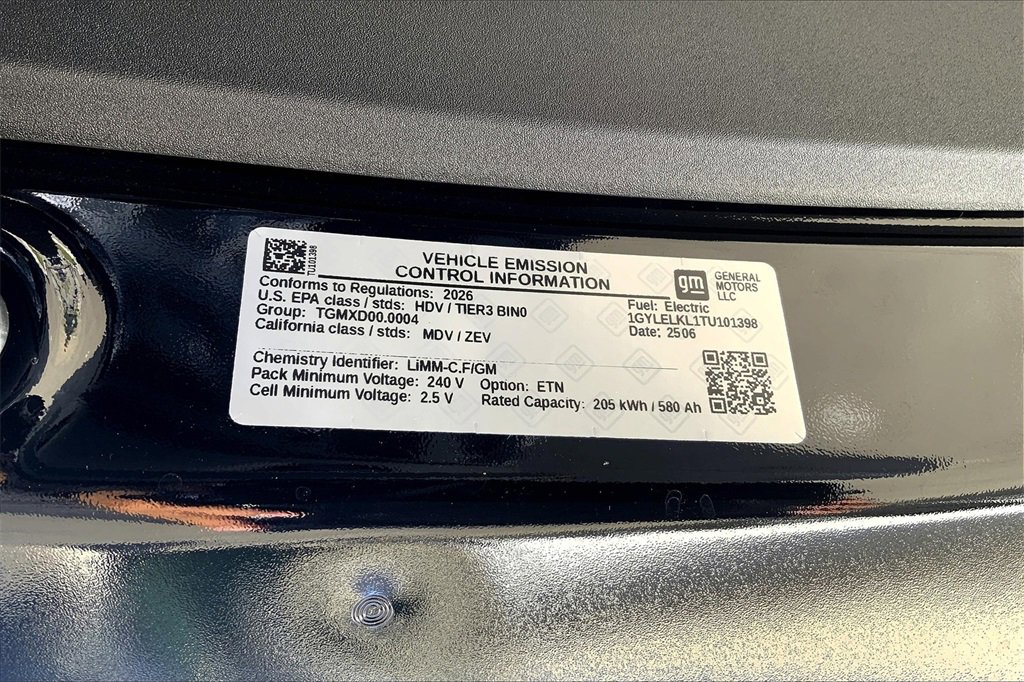 TU101398
VEHICLE EMISSION
CONTROL INFORMATION
gm
GENERAL
MOTORS
LLC
Conforms to Regulations: 2026
U.S. EPA class / stds: HDV / TIER3 BIN0
Group: TGMXD00.0004
California class / stds: MDV / ZEV
Fuel: Electric
1GYLELKL1TU101398
Date: 2506
Chemistry Identifier: LiMM-C.F/GM
Pack Minimum Voltage: 240 V Option: ETN
Cell Minimum Voltage: 2.5 V Rated Capacity: 205 kWh / 580 Ah